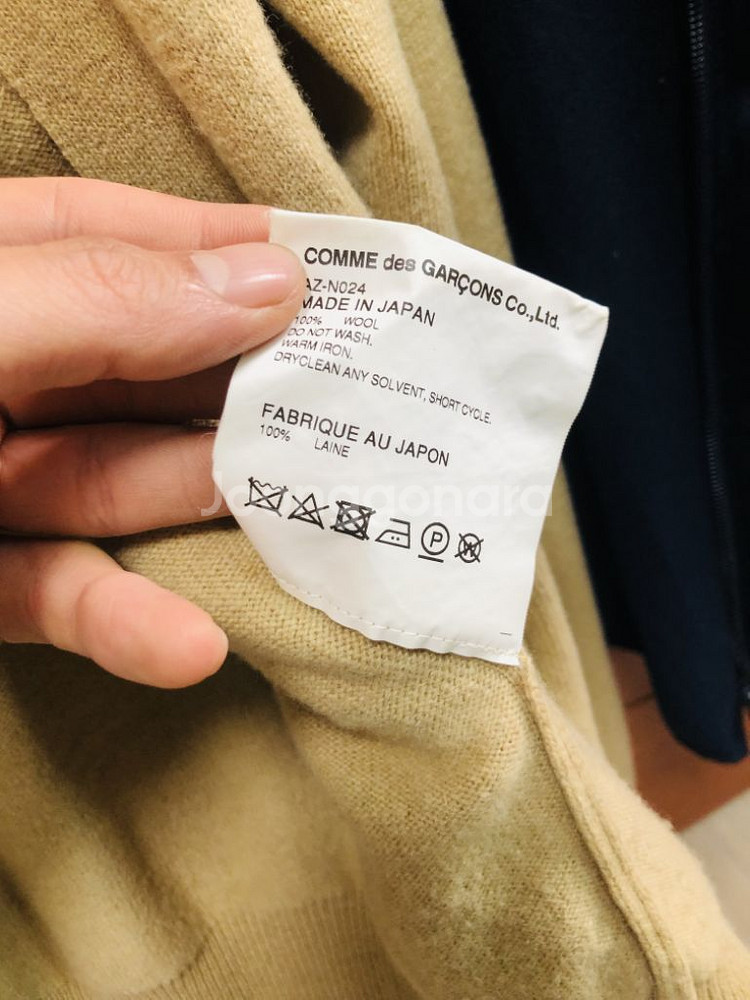 COMME des GARÇONS Co.,Ltd.
AZ-N024
MADE IN JAPAN
100% WOOL
DO NOT WASH.
WARM IRON.
DRYCLEAN ANY SOLVENT, SHORT CYCLE.
FABRIQUE AU JAPON
100% LAINE
P
W
Joonggonara